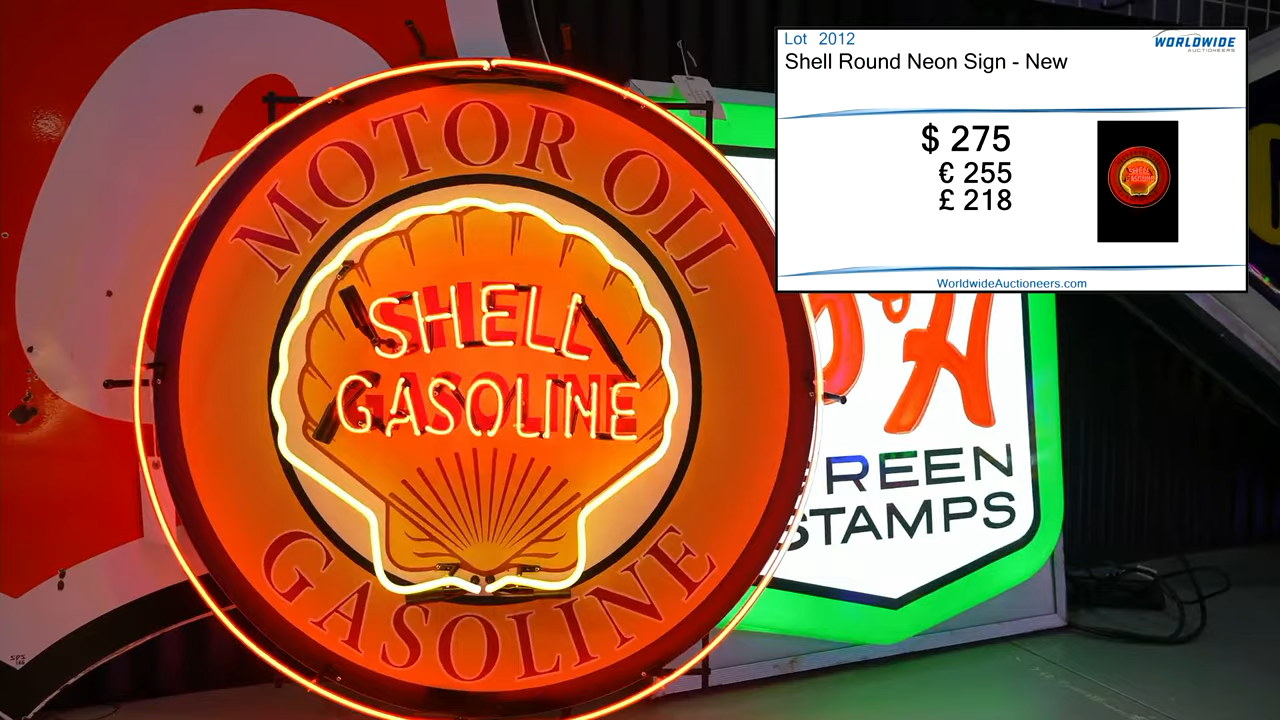 Lot 2012
WORLDWIDE
AUCTIONEERS
Shell Round Neon Sign - New
$ 275
€ 255
£ 218
WorldwideAuctioneers.com
MOTOR OIL
SHELL
GASOLINE
GASOLINE
REEN
STAMPS